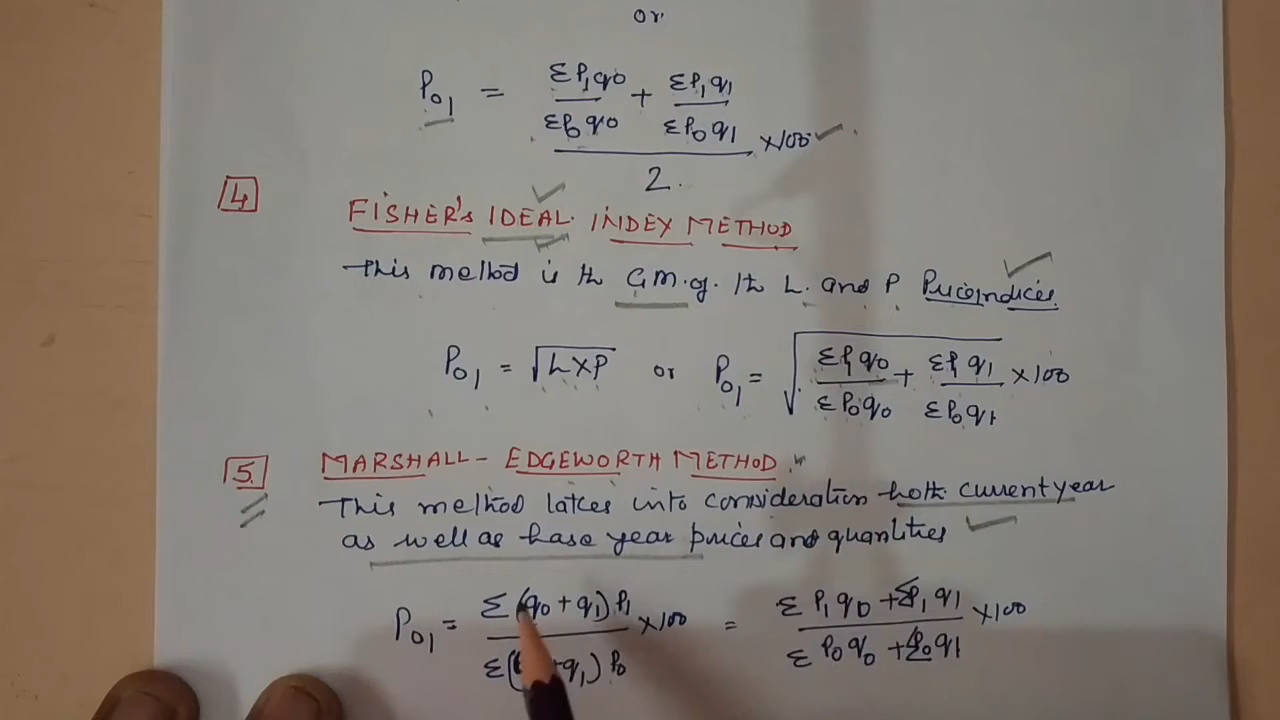 or
P01 = Σp1q0/Σp0q0 + Σp1q1/Σp0q1 / 2 ×100
4 FISHER's IDEAL INDEX METHOD
This method is the G.M. of the L. and P Price indices
P01 = √L×P or P01 = √Σp1q0/Σp0q0 + Σp1q1/Σp0q1 ×100
5. MARSHALL - EDGEWORTH METHOD.
This method takes into consideration both current year
as well as base year prices and quantities
P01 = Σ(q0+q1)p1 / Σ( +q1)p0 ×100 = Σp1q0 + Σp1q1 / Σp0q0 + Σp0q1 ×100